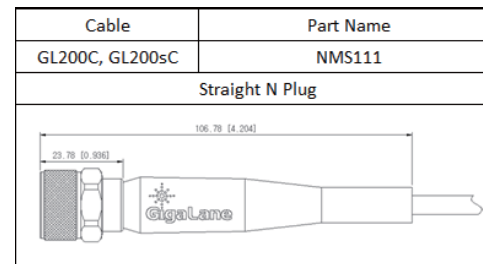 Cable Part Name
GL200C, GL200sC NMS111
Straight N Plug
106.78 [4.204]
23.78 [0.936]
GigaLane